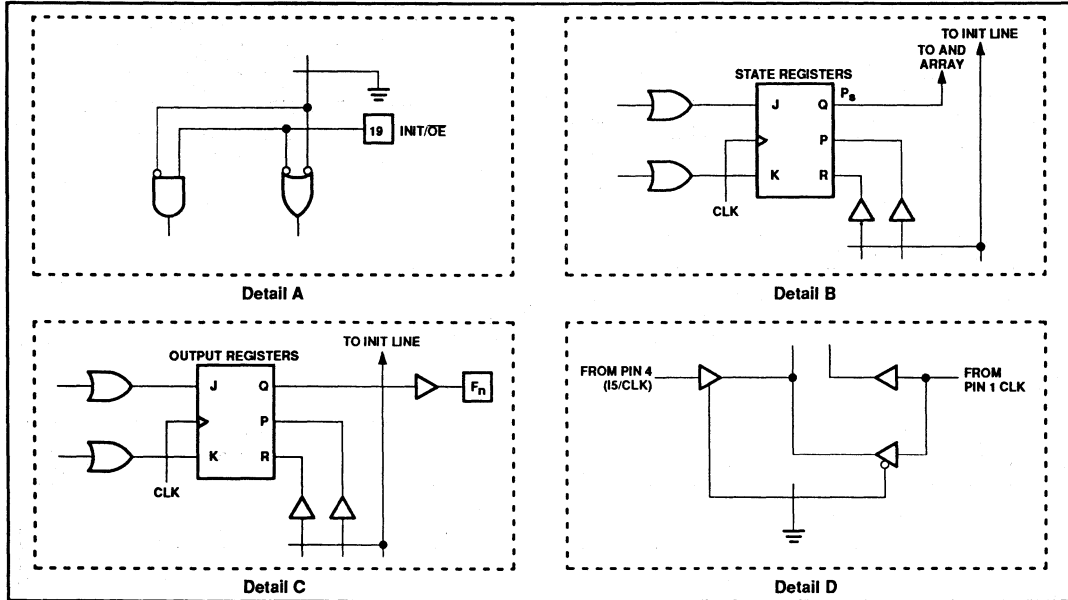 19 INIT/OE
Detail A
TO INIT LINE
TO AND
ARRAY
STATE REGISTERS
Ps
J Q
P
K R
CLK
Detail B
TO INIT LINE
OUTPUT REGISTERS
J Q
Fn
P
K R
CLK
Detail C
FROM PIN 4
(I5/CLK)
FROM
PIN 1 CLK
Detail D